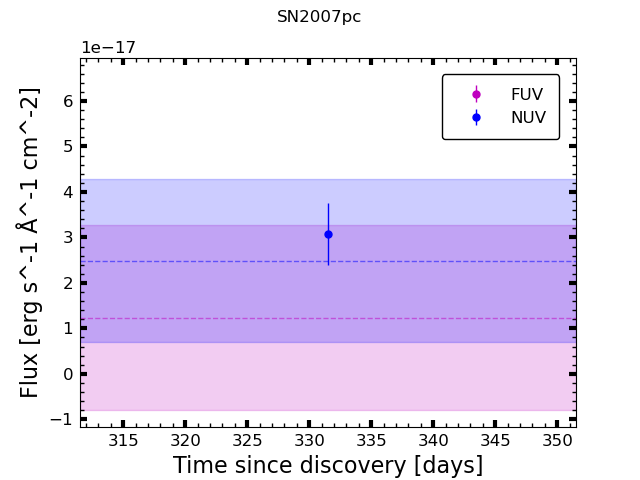 SN2007pc
1e−17
6
5
4
3
2
1
0
−1
Flux [erg s^-1 Å^-1 cm^-2]
FUV
NUV
315 320 325 330 335 340 345 350
Time since discovery [days]